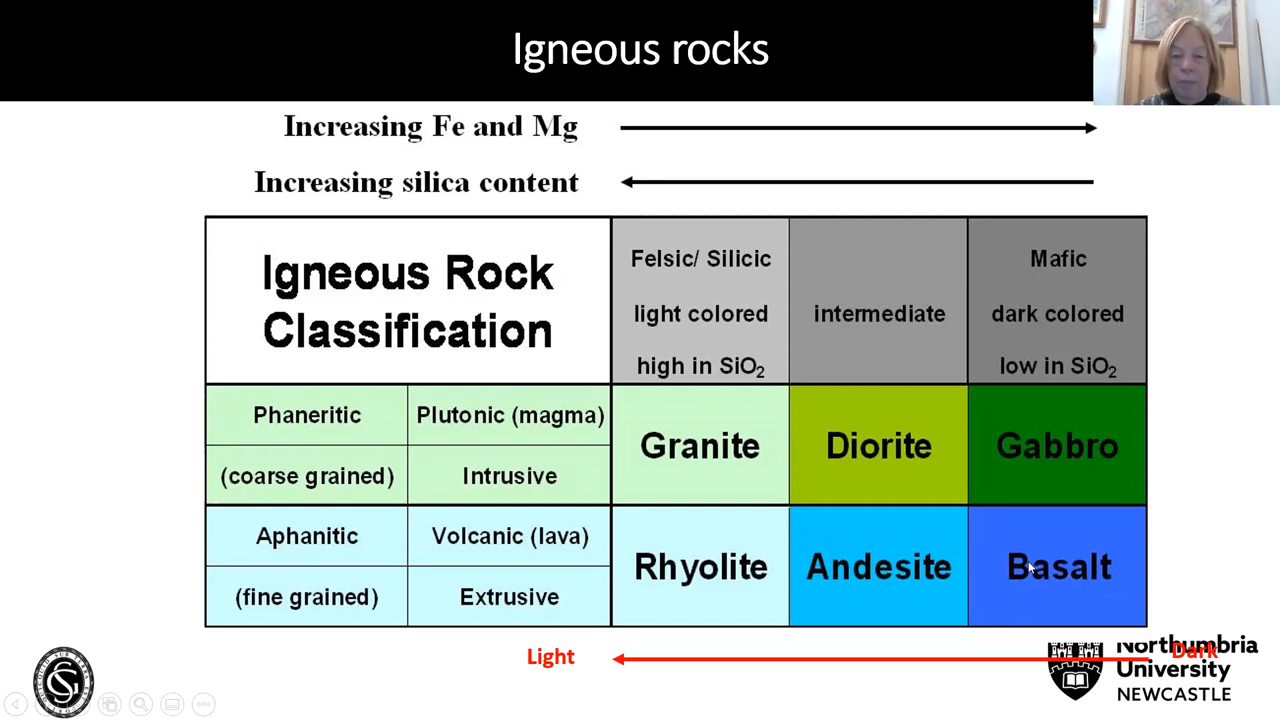 Igneous rocks
Increasing Fe and Mg
Increasing silica content
Igneous Rock
Classification
Felsic/ Silicic
light colored
high in SiO₂
intermediate
Mafic
dark colored
low in SiO₂
Phaneritic
Plutonic (magma)
(coarse grained)
Intrusive
Granite
Diorite
Gabbro
Aphanitic
Volcanic (lava)
(fine grained)
Extrusive
Rhyolite
Andesite
Basalt
Light
Dark
Northumbria
University
NEWCASTLE